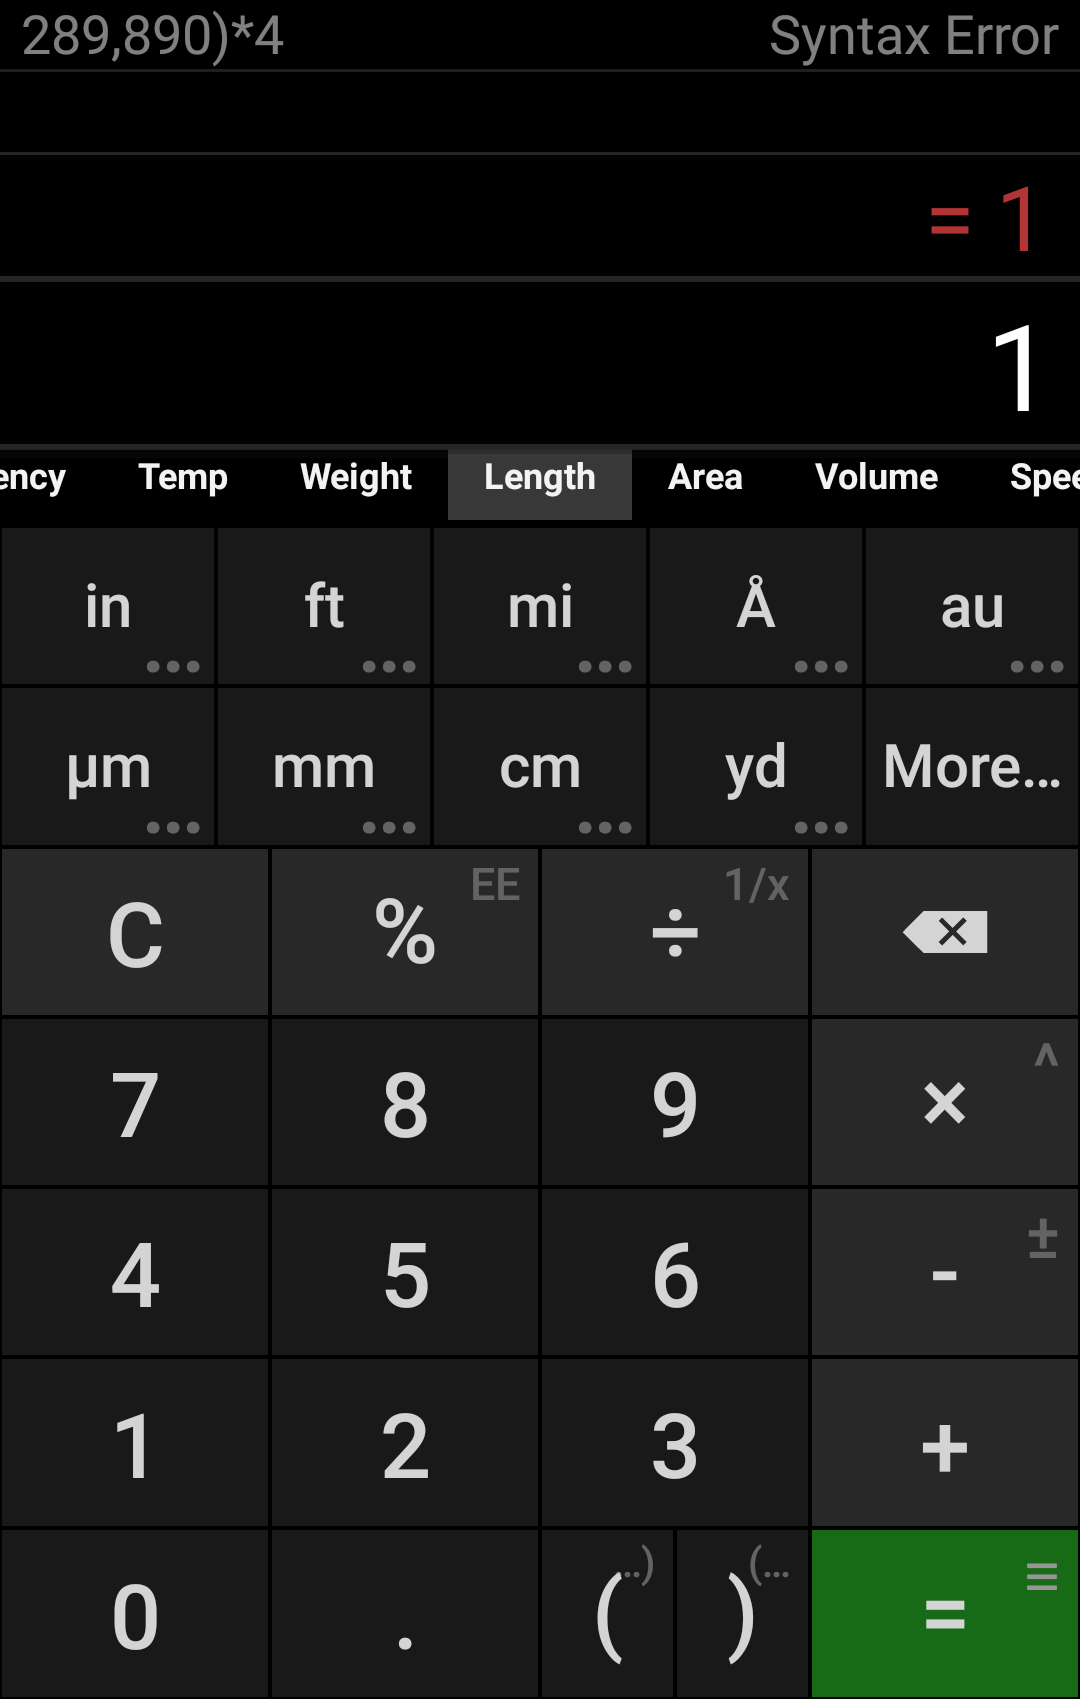 289,890)*4 Syntax Error
= 1
1
ency Temp Weight Length Area Volume Spee
in ft mi Å au
µm mm cm yd More...
C % EE ÷ 1/x
7 8 9 × ^
4 5 6 - ±
1 2 3 +
0 . ( ..) ) (... = ≡